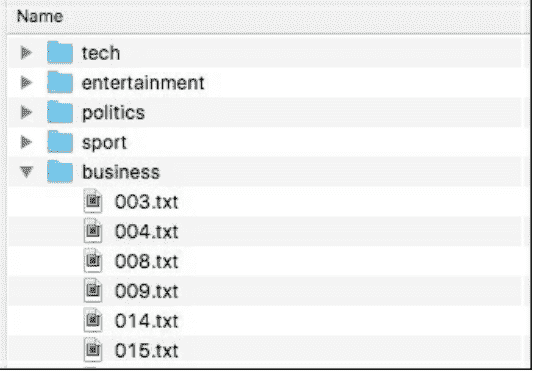 Name
tech
entertainment
politics
sport
business
003.txt
004.txt
008.txt
009.txt
014.txt
015.txt